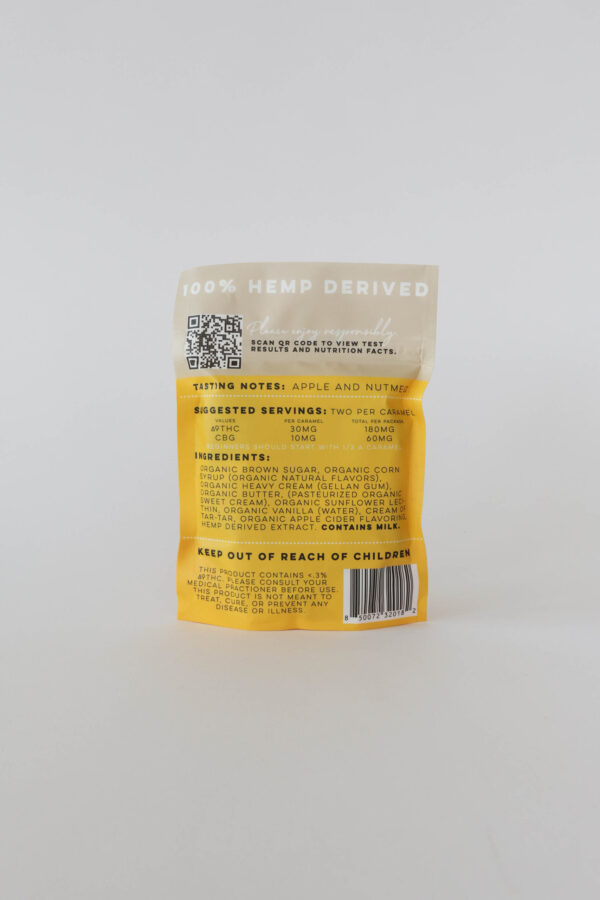 100% HEMP DERIVED
Please enjoy responsibly.
SCAN QR CODE TO VIEW TEST
RESULTS AND NUTRITION FACTS.
TASTING NOTES: APPLE AND NUTMEG
SUGGESTED SERVINGS: TWO PER CARAMEL
VALUES PER CARAMEL TOTAL PER PACKAGE
Δ9THC 30MG 180MG
CBG 10MG 60MG
BEGINNERS SHOULD START WITH 1/2 A CARAMEL
INGREDIENTS:
ORGANIC BROWN SUGAR, ORGANIC CORN
SYRUP (ORGANIC NATURAL FLAVORS),
ORGANIC HEAVY CREAM (GELLAN GUM),
ORGANIC BUTTER, (PASTEURIZED ORGANIC
SWEET CREAM), ORGANIC SUNFLOWER LECI-
THIN, ORGANIC VANILLA (WATER), CREAM OF
TAR-TAR, ORGANIC APPLE CIDER FLAVORING,
HEMP DERIVED EXTRACT. CONTAINS MILK.
KEEP OUT OF REACH OF CHILDREN
THIS PRODUCT CONTAINS <.3%
Δ9THC. PLEASE CONSULT YOUR
MEDICAL PRACTIONER BEFORE USE.
THIS PRODUCT IS NOT MEANT TO
TREAT, CURE, OR PREVENT ANY
DISEASE OR ILLNESS.
8 50072 32018 2